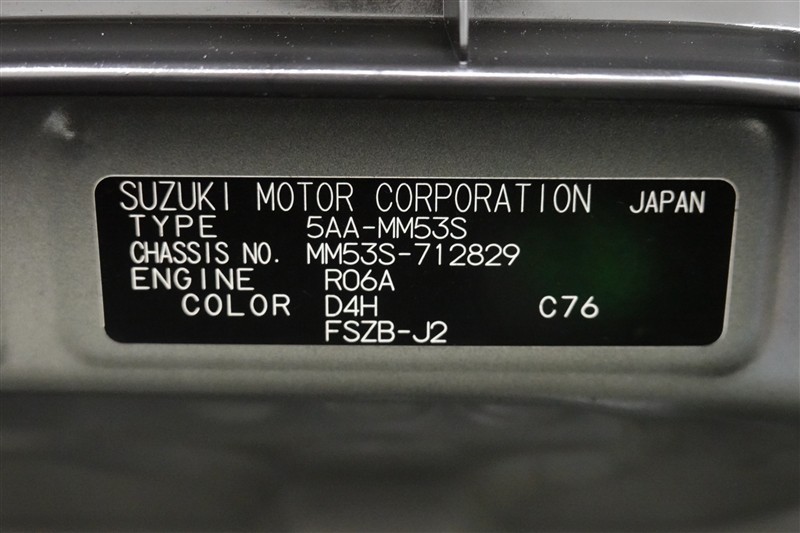 SUZUKI MOTOR CORPORATION JAPAN
TYPE 5AA-MM53S
CHASSIS NO. MM53S-712829
ENGINE R06A
COLOR D4H C76
FSZB-J2